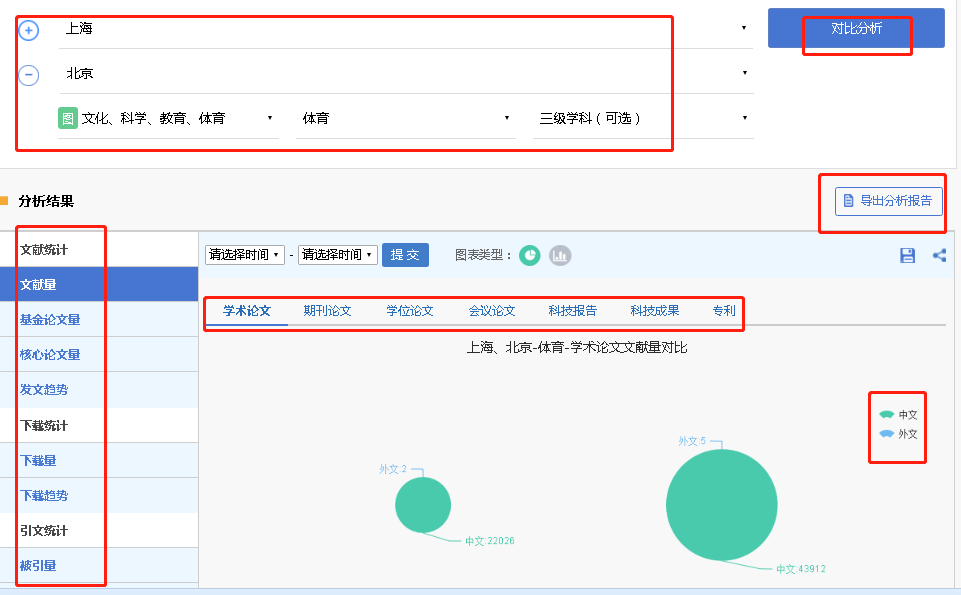 上海
对比分析
北京
图 文化、科学、教育、体育 体育 三级学科（可选）
分析结果
导出分析报告
文献统计
文献量
基金论文量
核心论文量
发文趋势
下载统计
下载量
下载趋势
引文统计
被引量
请选择时间 - 请选择时间 提 交 图表类型：
学术论文 期刊论文 学位论文 会议论文 科技报告 科技成果 专利
上海、北京-体育-学术论文文献量对比
中文
外文
外文:2
中文:22026
外文:5
中文:43912